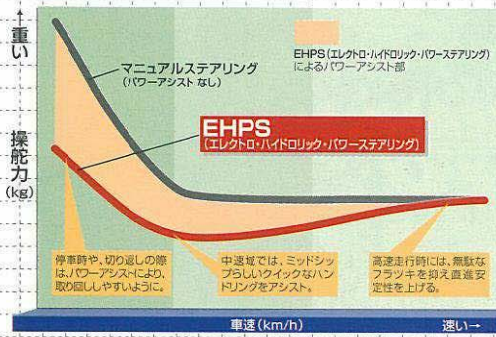 ↑重い
操舵力
(kg)
EHPS(エレクトロ・ハイドロリック・パワーステアリング)
によるパワーアシスト部
マニュアルステアリング
(パワーアシストなし)
EHPS
(エレクトロ・ハイドロリック・パワーステアリング)
停車時や、切り返しの際
は、パワーアシストにより、
取り回ししやすいように。
中速域では、ミッドシッ
プらしいクイックなハン
ドリングをアシスト。
高速走行時には、無駄な
フラツキを抑え直進安
定性を上げる。
車速(km/h)
速い→